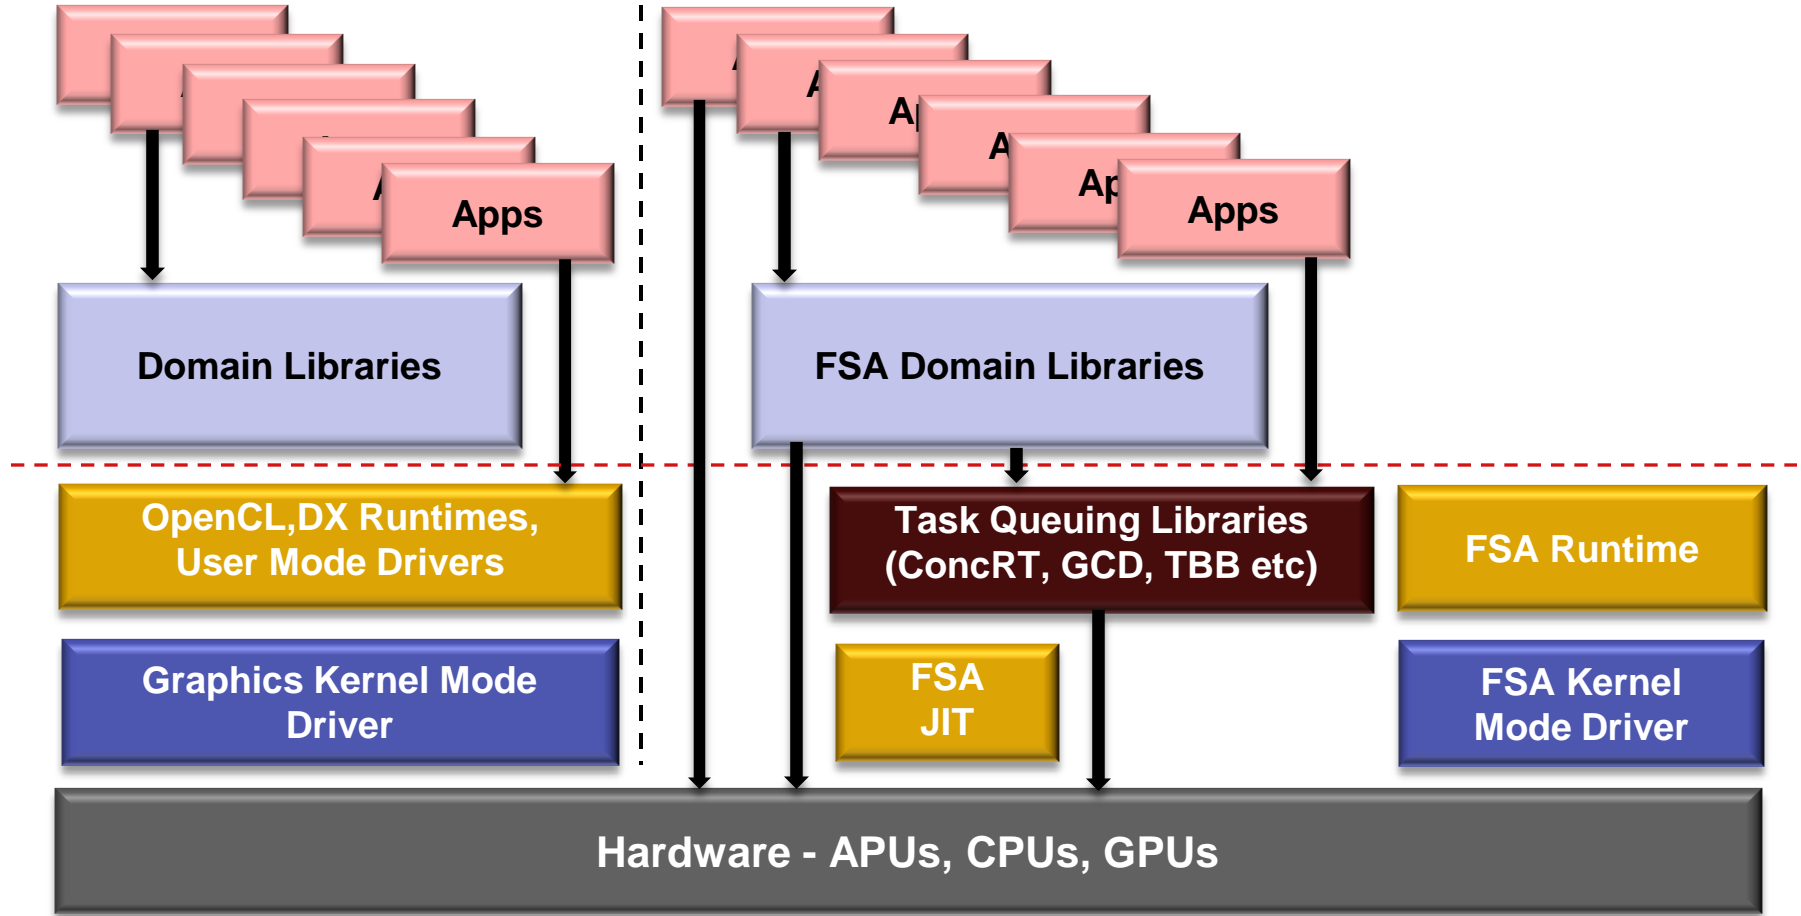 Apps
Domain Libraries
OpenCL,DX Runtimes,
User Mode Drivers
Graphics Kernel Mode
Driver
Apps
FSA Domain Libraries
Task Queuing Libraries
(ConcRT, GCD, TBB etc)
FSA Runtime
FSA
JIT
FSA Kernel
Mode Driver
Hardware - APUs, CPUs, GPUs